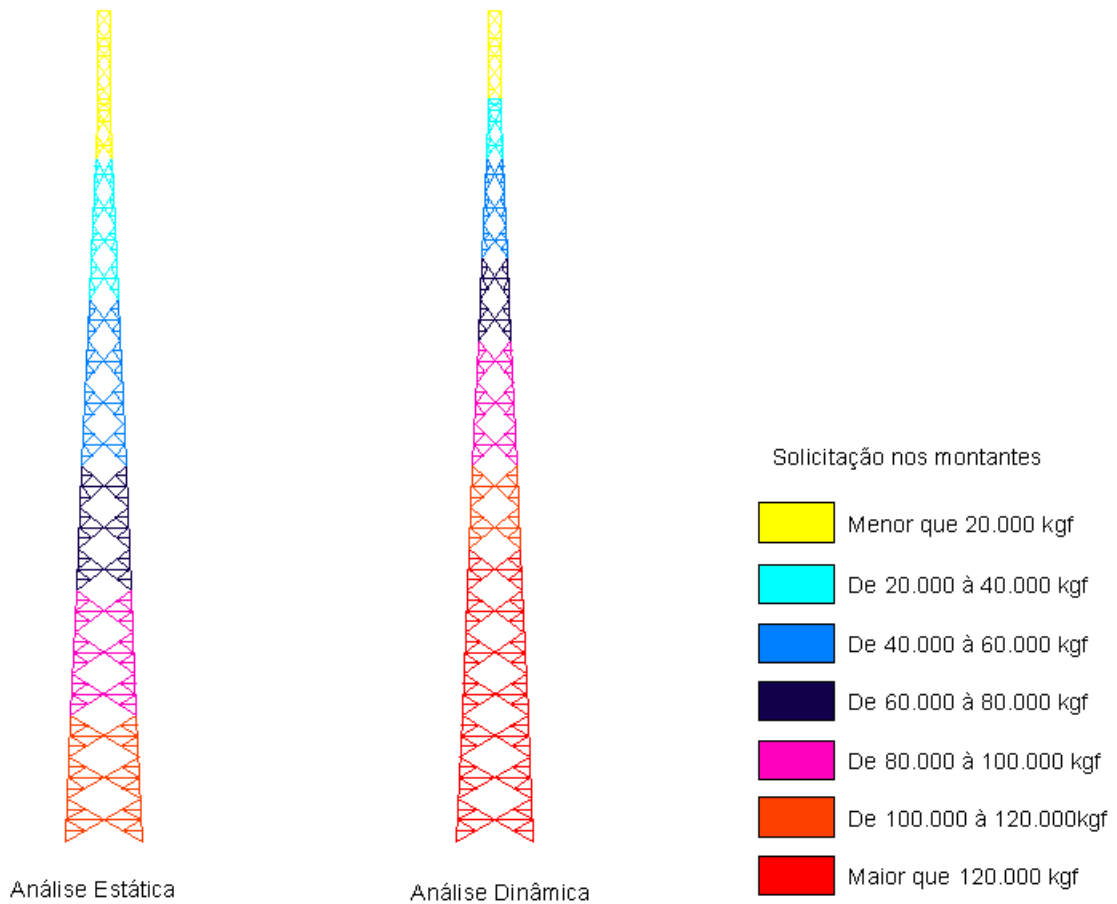 Solicitação nos montantes
Menor que 20.000 kgf
De 20.000 à 40.000 kgf
De 40.000 à 60.000 kgf
De 60.000 à 80.000 kgf
De 80.000 à 100.000 kgf
De 100.000 à 120.000kgf
Maior que 120.000 kgf
Análise Estática
Análise Dinâmica